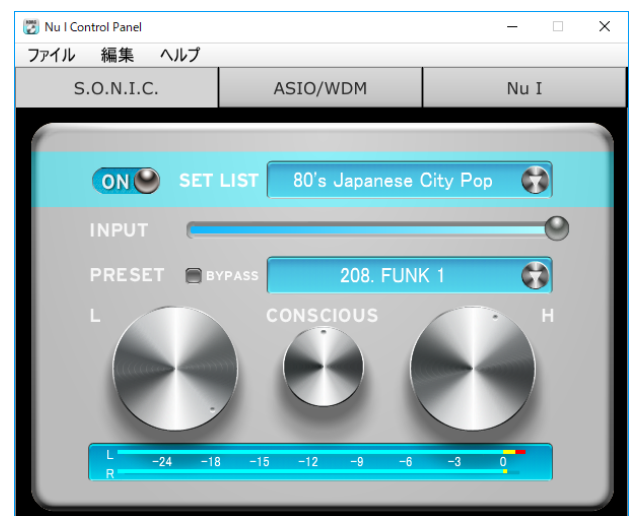 Nu I Control Panel
ファイル 編集 ヘルプ
S.O.N.I.C. ASIO/WDM Nu I
ON SET LIST 80's Japanese City Pop
INPUT
PRESET BYPASS 208. FUNK 1
L CONSCIOUS H
L
-24 -18 -15 -12 -9 -6 -3 0
R